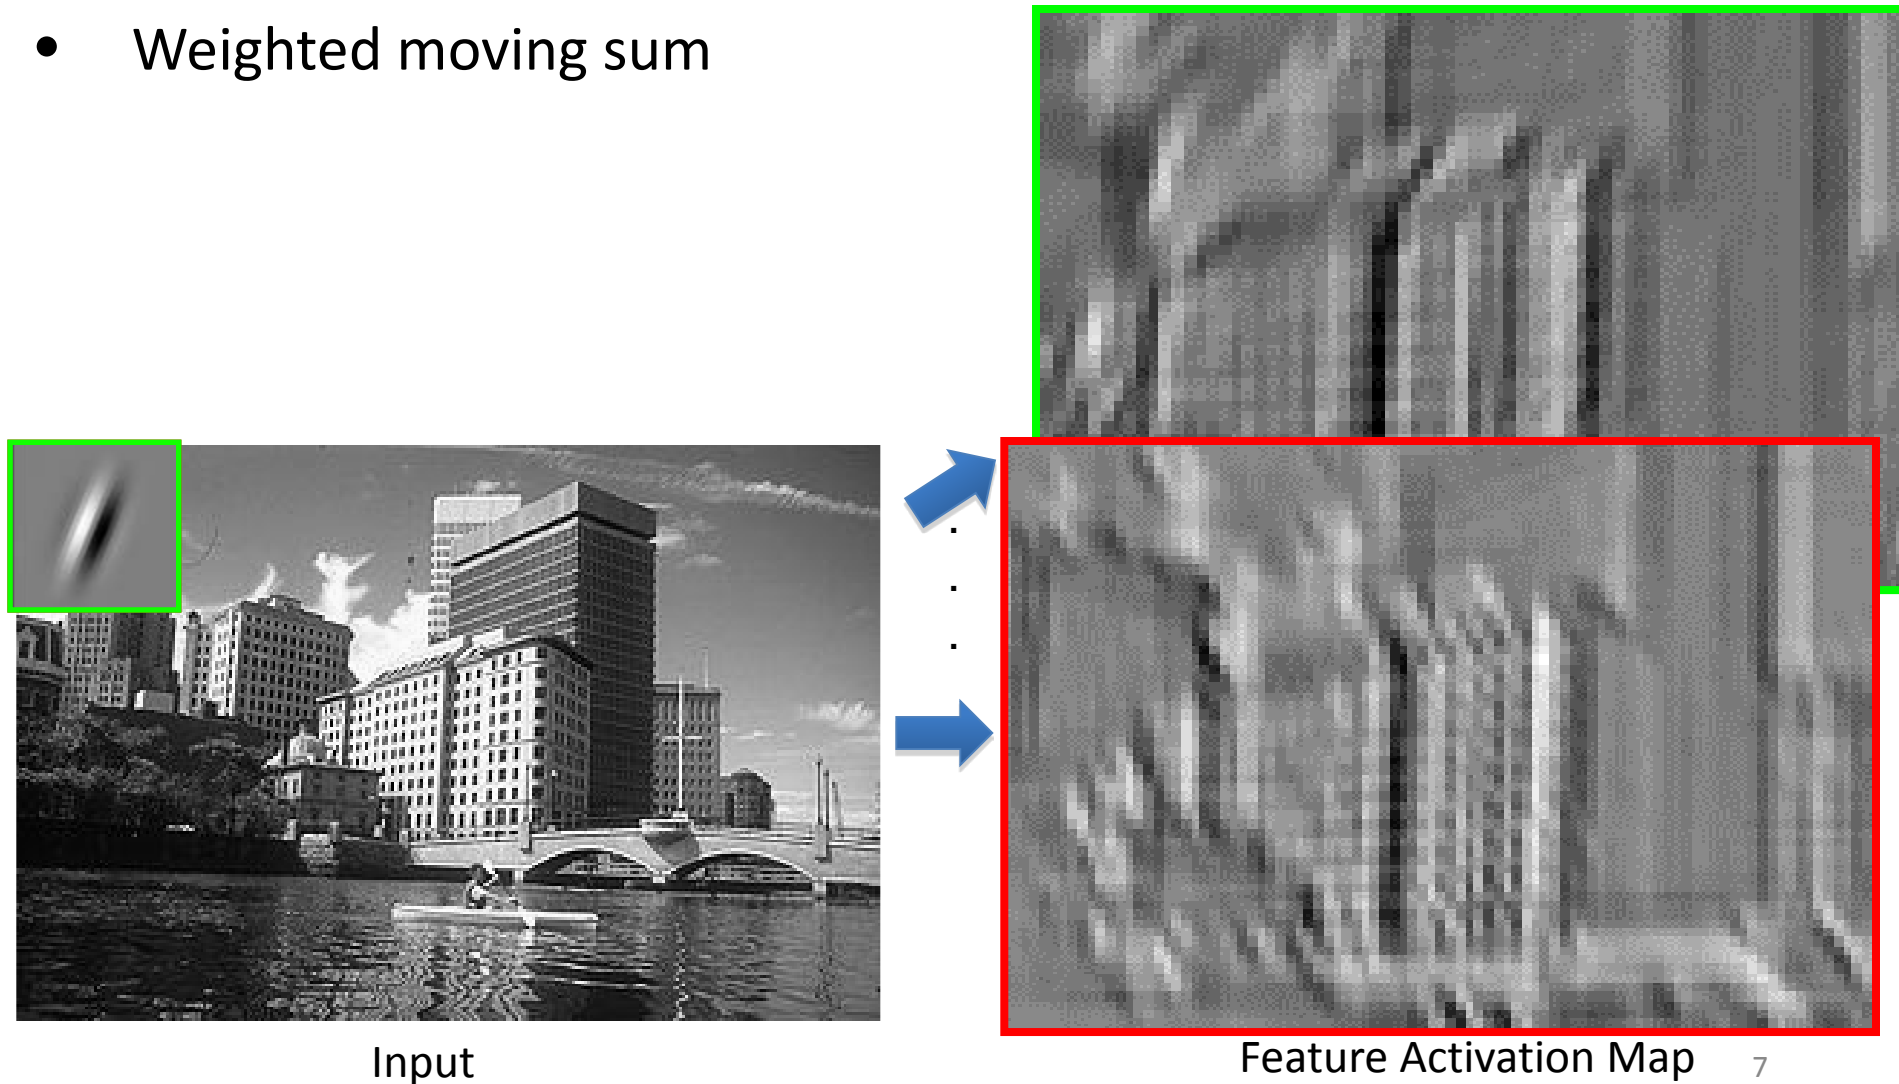 • Weighted moving sum
.
.
.
Input
Feature Activation Map
7